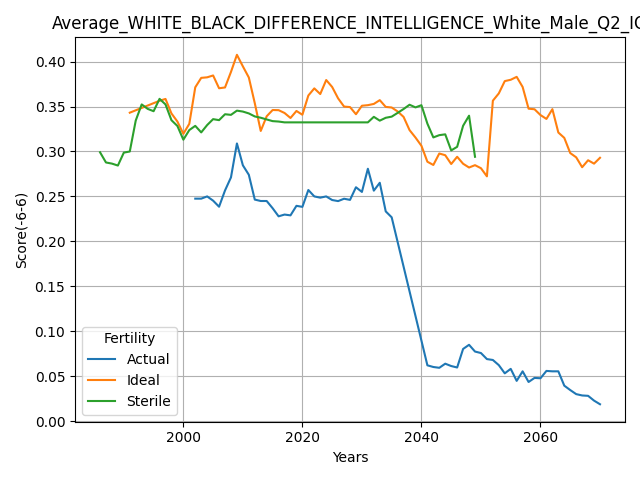 Average_WHITE_BLACK_DIFFERENCE_INTELLIGENCE_White_Male_Q2_IQ
0.40
0.35
0.30
0.25
0.20
0.15
0.10
0.05
0.00
Score(-6-6)
Fertility
Actual
Ideal
Sterile
2000
2020
2040
2060
Years